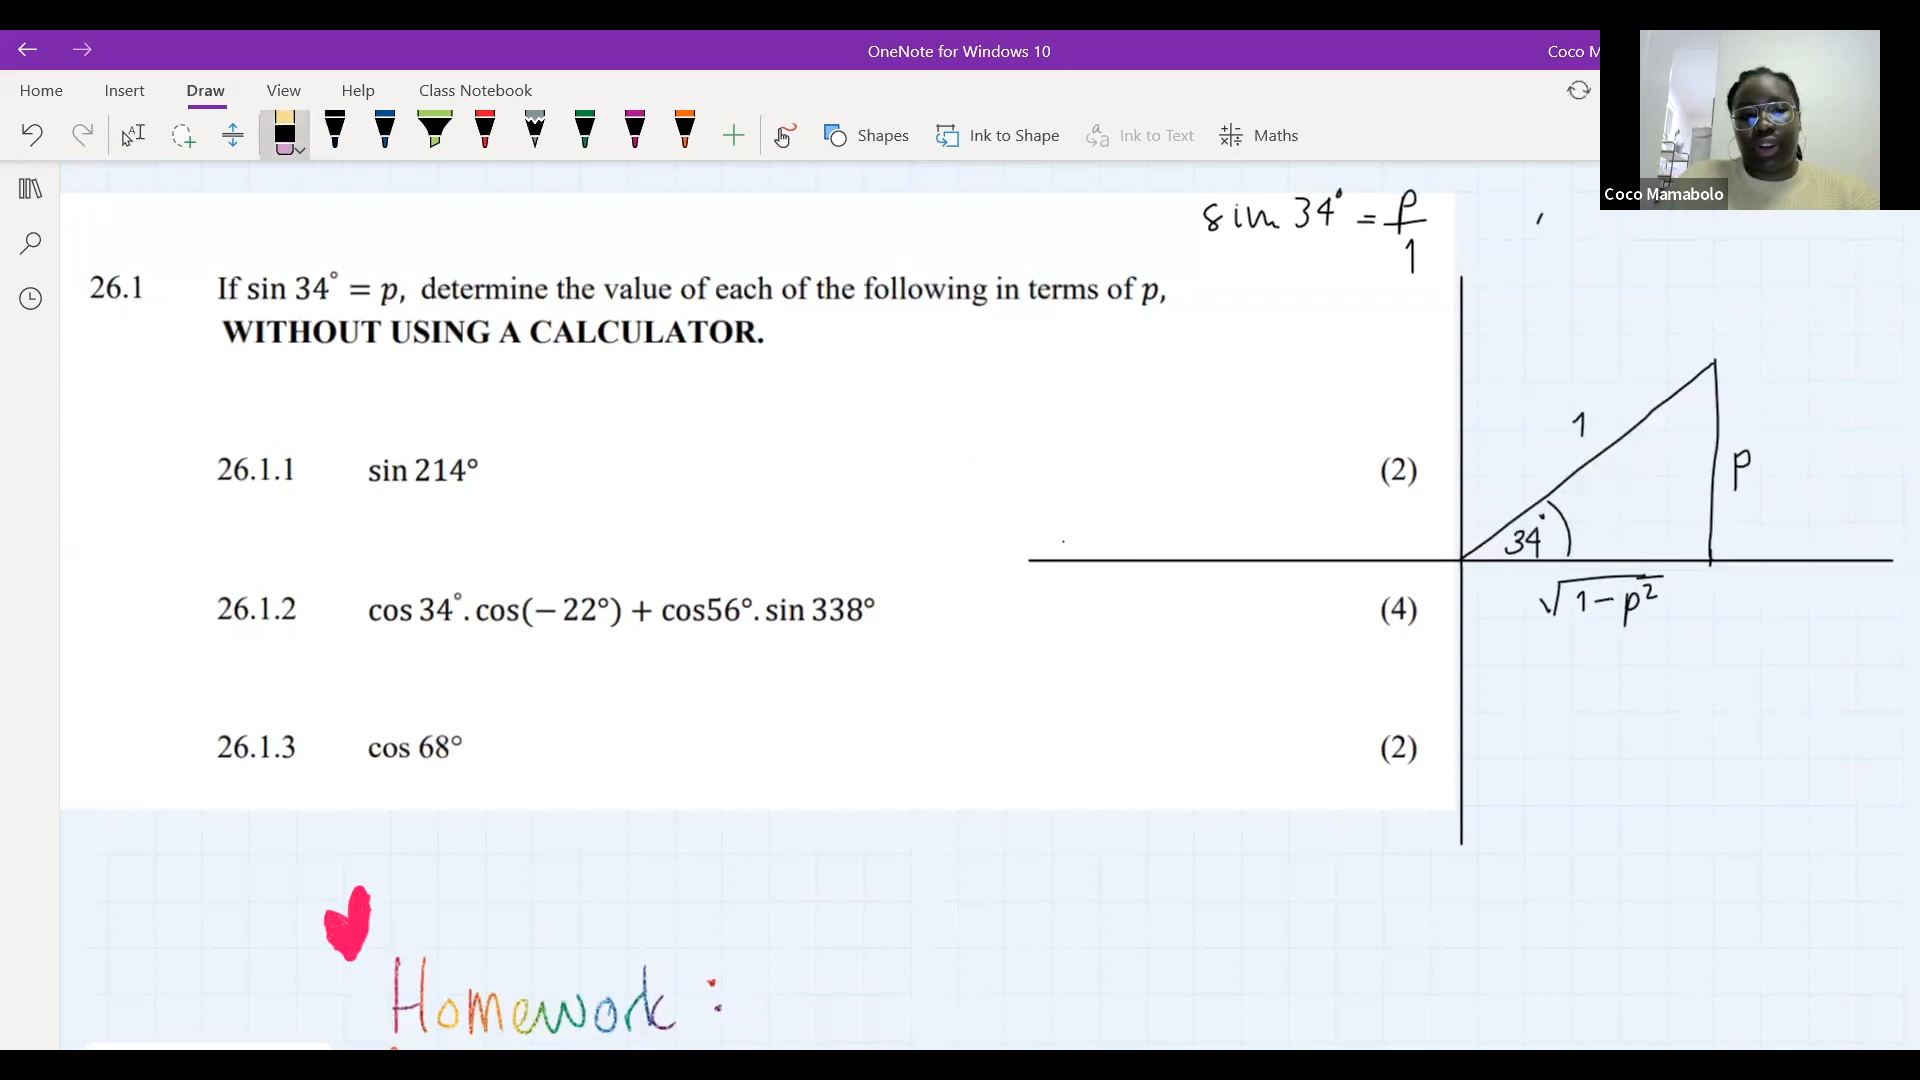 OneNote for Windows 10
Coco M
Home Insert Draw View Help Class Notebook
Shapes Ink to Shape Ink to Text Maths
Coco Mamabolo
sin 34° = p/1
26.1 If sin 34° = p, determine the value of each of the following in terms of p,
WITHOUT USING A CALCULATOR.
1
26.1.1 sin 214° (2)
p
34°
26.1.2 cos 34°. cos(− 22°) + cos56°. sin 338° (4)
√1-p²
26.1.3 cos 68° (2)
Homework :